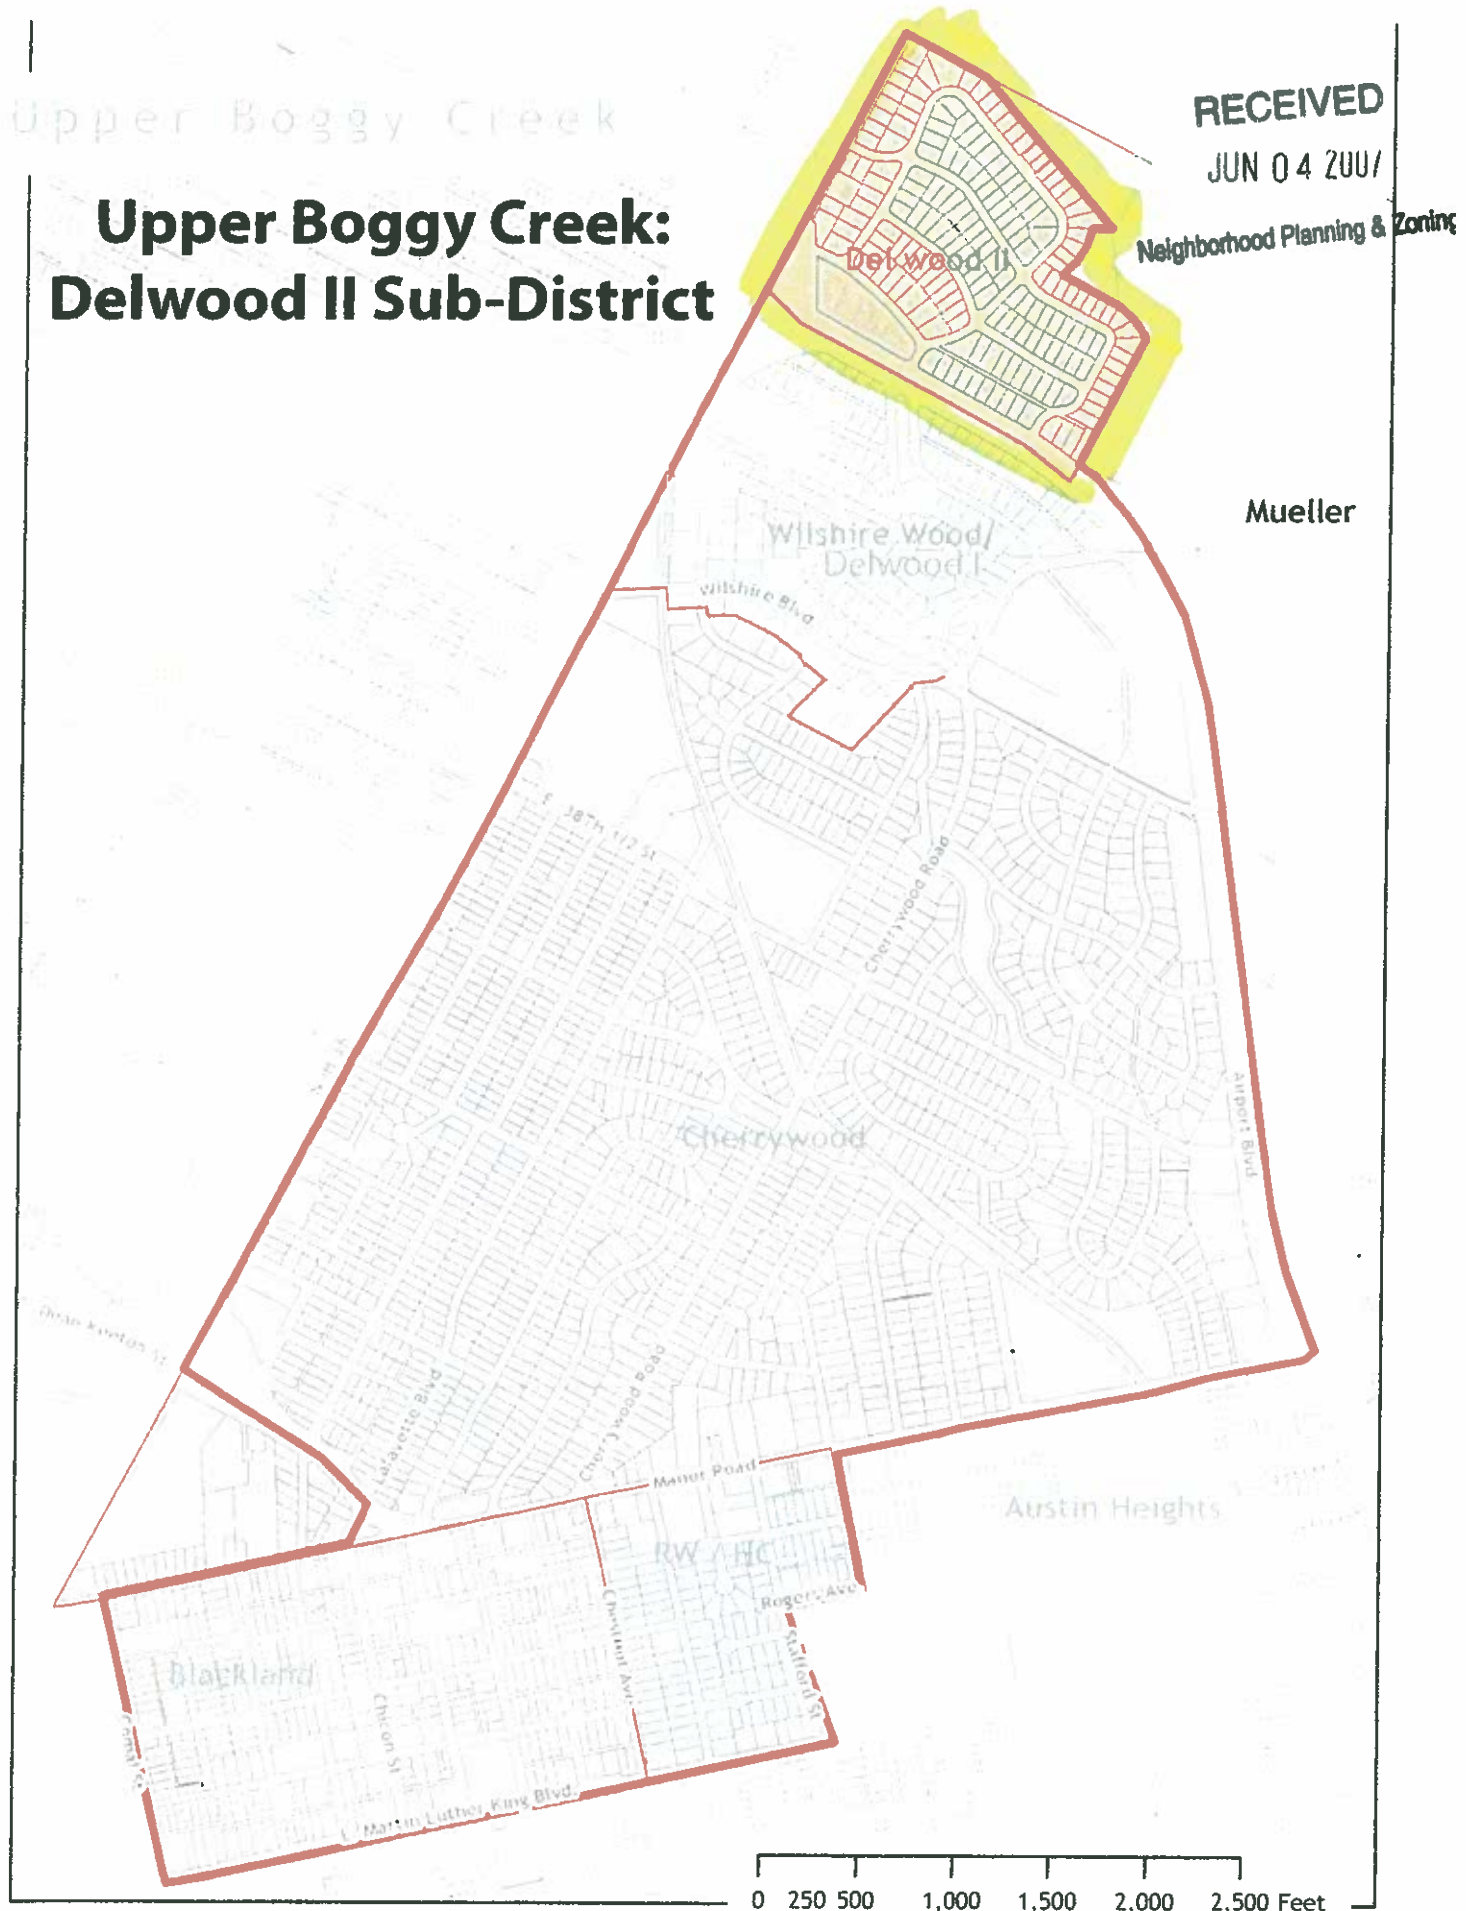 Upper Boggy Creek
RECEIVED
JUN 04 2007
Neighborhood Planning & Zoning
Upper Boggy Creek:
Delwood II Sub-District
Delwood II
Mueller
Wilshire Wood/
Delwood I
Wilshire Blvd
E 38TH 1/2 St
Cherrywood Road
Airport Blvd
Cherrywood
Dean Keeton St
Lafayette Blvd
Cherrywood Road
Manor Road
Austin Heights
RW / HC
Rogers Ave
Chestnut Ave
Stafford St
Blackland
Chicon St
E Martin Luther King Blvd.
0 250 500 1,000 1,500 2,000 2,500 Feet